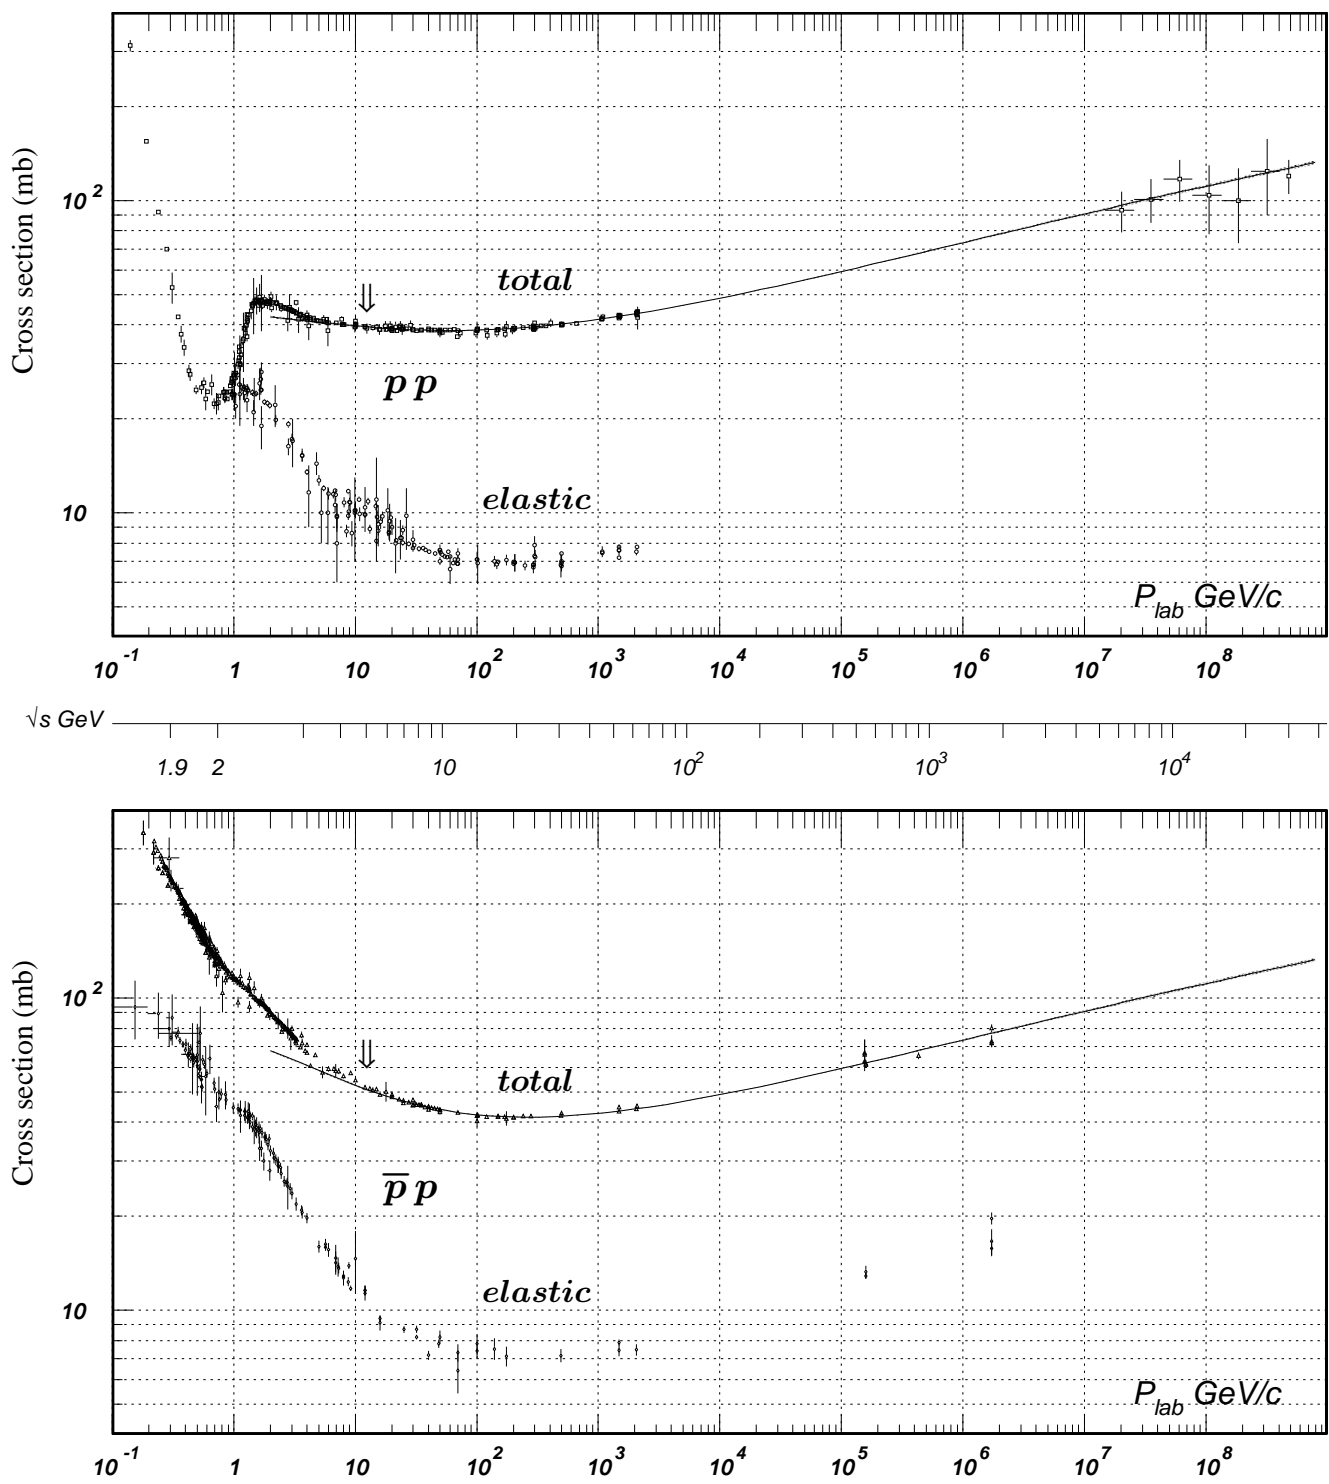 Cross section (mb)
10²
10
total
⇓
p p
elastic
P_lab GeV/c
10⁻¹ 1 10 10² 10³ 10⁴ 10⁵ 10⁶ 10⁷ 10⁸
√s GeV
1.9 2 10 10² 10³ 10⁴
Cross section (mb)
10²
10
⇓
total
p̅ p
elastic
P_lab GeV/c
10⁻¹ 1 10 10² 10³ 10⁴ 10⁵ 10⁶ 10⁷ 10⁸